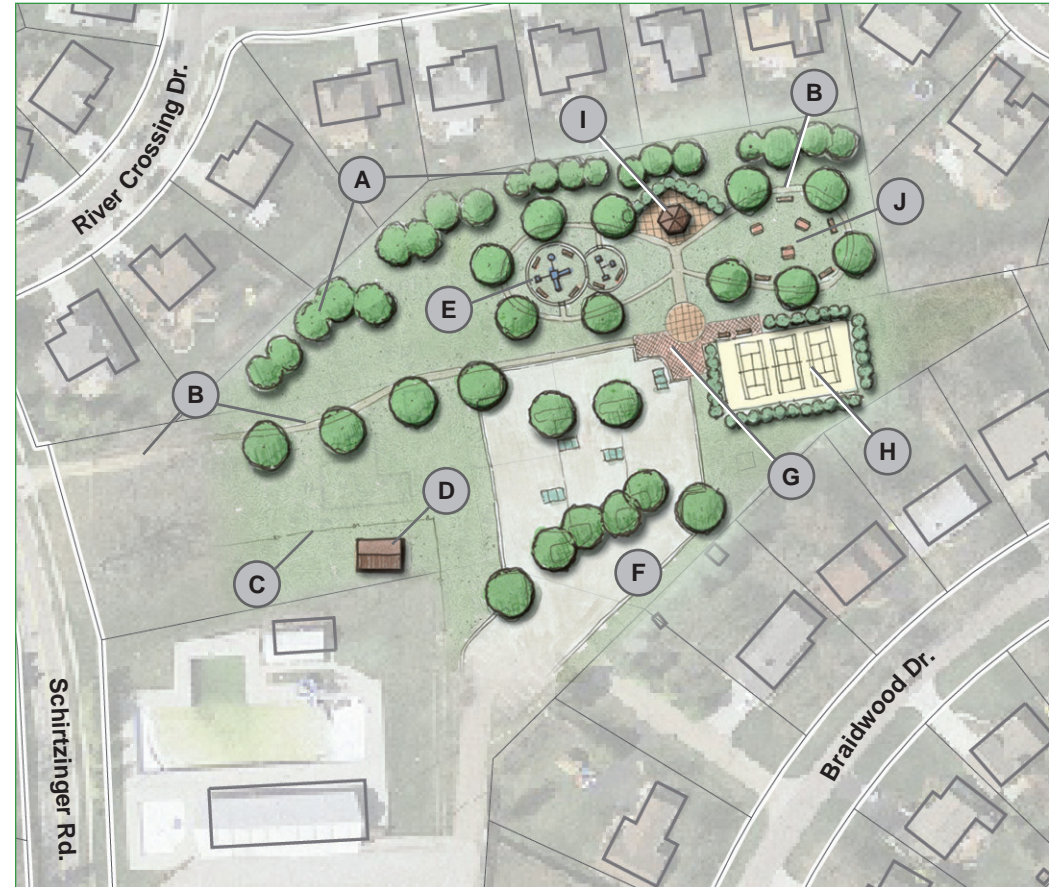 River Crossing Dr.
I
B
A
J
E
B
H
G
D
F
C
Schirtzinger Rd.
Braidwood Dr.